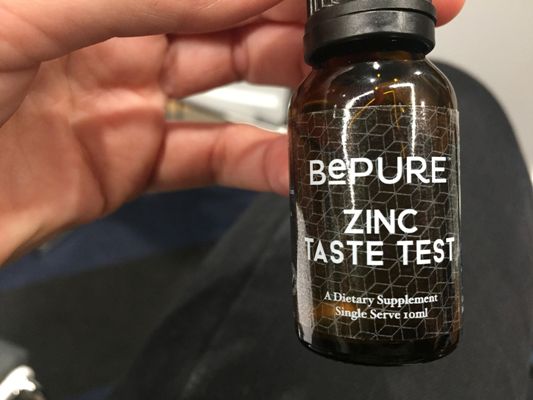 BePURE
ZINC
TASTE TEST
A Dietary Supplement
Single Serve 10ml